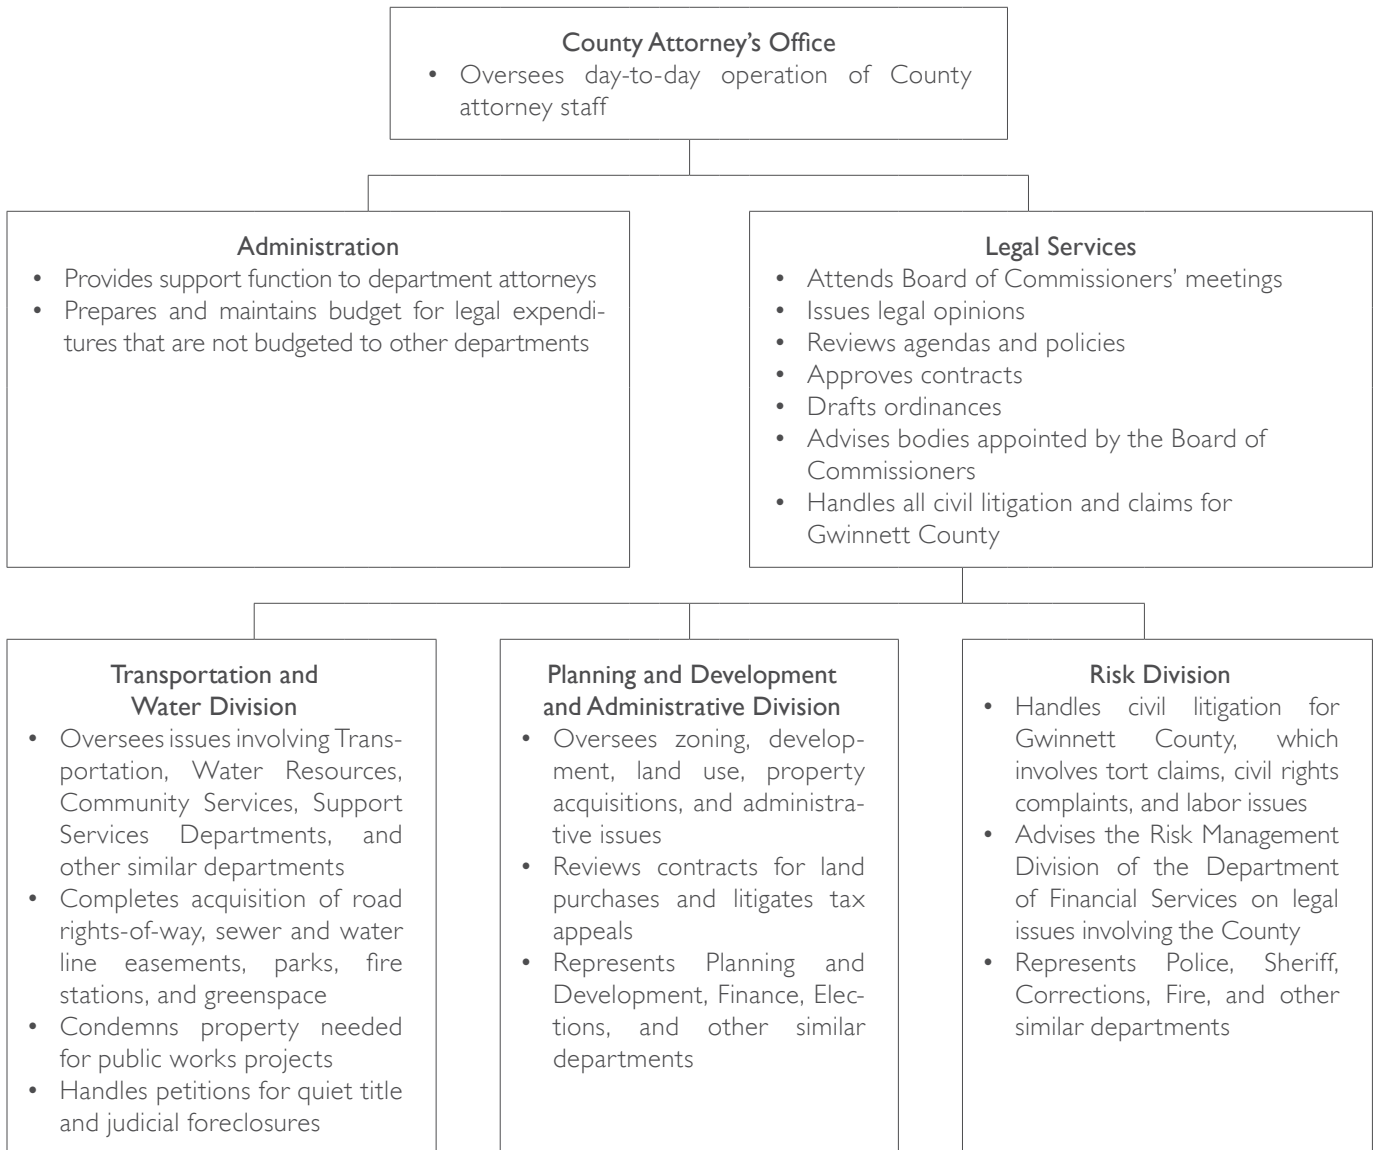 County Attorney’s Office
• Oversees day-to-day operation of County
attorney staff
Administration
• Provides support function to department attorneys
• Prepares and maintains budget for legal expendi-
tures that are not budgeted to other departments
Legal Services
• Attends Board of Commissioners’ meetings
• Issues legal opinions
• Reviews agendas and policies
• Approves contracts
• Drafts ordinances
• Advises bodies appointed by the Board of
Commissioners
• Handles all civil litigation and claims for
Gwinnett County
Transportation and
Water Division
• Oversees issues involving Trans-
portation, Water Resources,
Community Services, Support
Services Departments, and
other similar departments
• Completes acquisition of road
rights-of-way, sewer and water
line easements, parks, fire
stations, and greenspace
• Condemns property needed
for public works projects
• Handles petitions for quiet title
and judicial foreclosures
Planning and Development
and Administrative Division
• Oversees zoning, develop-
ment, land use, property
acquisitions, and administra-
tive issues
• Reviews contracts for land
purchases and litigates tax
appeals
• Represents Planning and
Development, Finance, Elec-
tions, and other similar
departments
Risk Division
• Handles civil litigation for
Gwinnett County, which
involves tort claims, civil rights
complaints, and labor issues
• Advises the Risk Management
Division of the Department
of Financial Services on legal
issues involving the County
• Represents Police, Sheriff,
Corrections, Fire, and other
similar departments